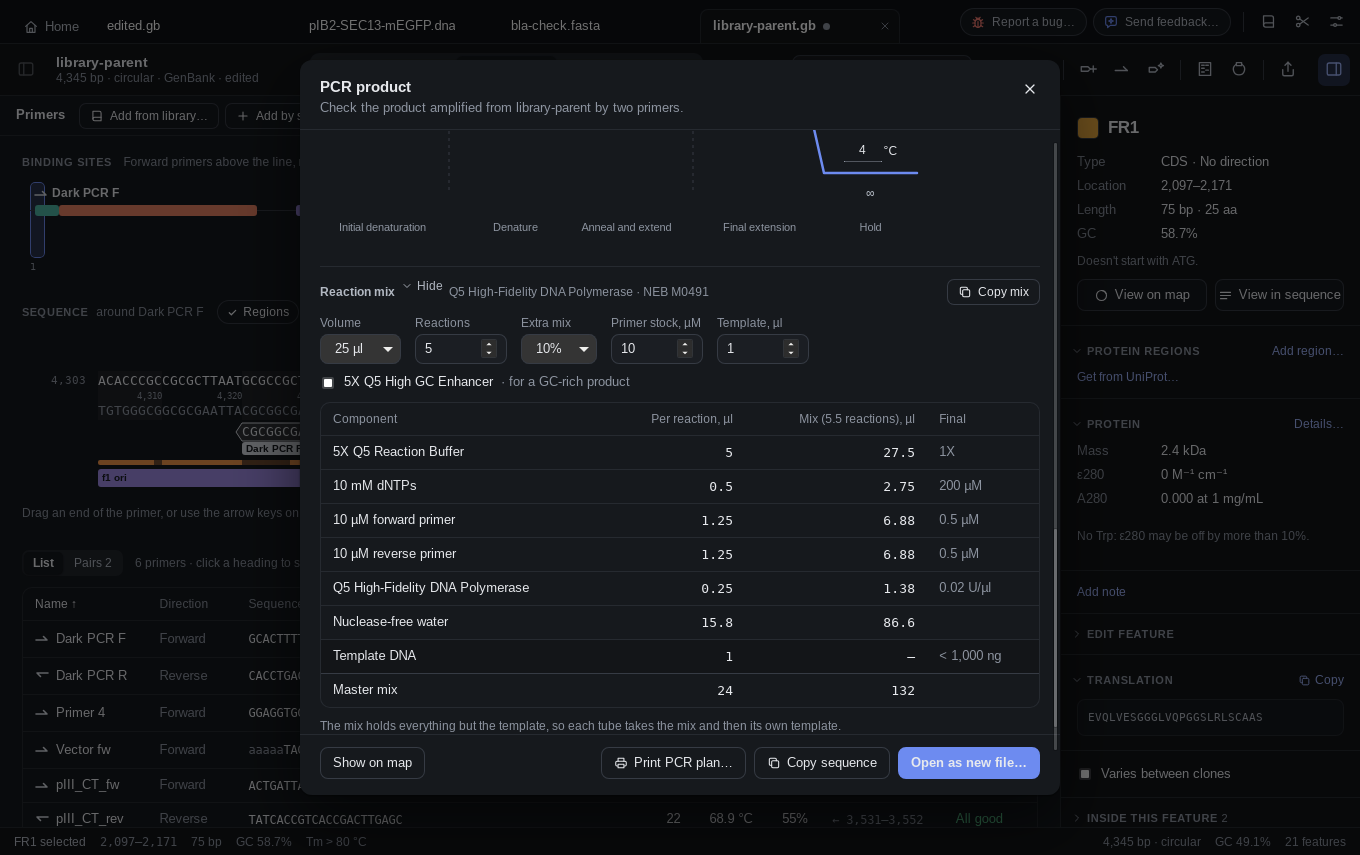 Home
edited.gb
pIB2-SEC13-mEGFP.dna
bla-check.fasta
library-parent.gb
Report a bug…
Send feedback…
library-parent
4,345 bp · circular · GenBank · edited
PCR product
Check the product amplified from library-parent by two primers.
Primers
Add from library…
Add by s
BINDING SITES Forward primers above the line,
Dark PCR F
1
SEQUENCE around Dark PCR F
Regions
4,303 ACACCCGCCGCGCTTAATGCGCCGCT
4,310 4,320
TGTGGGCGGCGCGAATTACGCGGCGA
CGCGGCGA
Dark PCR F
f1 ori
Drag an end of the primer, or use the arrow keys on
List
Pairs 2
6 primers · click a heading to s
Name ↑ Direction Sequence
Dark PCR F Forward GCACTTTT
Dark PCR R Reverse CACCTGAC
Primer 4 Forward GGAGGTGG
Vector fw Forward aaaaaTAG
pIII_CT_fw Forward ACTGATTA
pIII_CT_rev Reverse TATCACCGTCACCGACTTGAGC 22 68.9 °C 55% ← 3,531–3,552 All good
4 °C
∞
Initial denaturation Denature Anneal and extend Final extension Hold
Reaction mix Hide Q5 High-Fidelity DNA Polymerase · NEB M0491
Copy mix
Volume Reactions Extra mix Primer stock, µM Template, µl
25 µl 5 10% 10 1
5X Q5 High GC Enhancer · for a GC-rich product
Component Per reaction, µl Mix (5.5 reactions), µl Final
5X Q5 Reaction Buffer 5 27.5 1X
10 mM dNTPs 0.5 2.75 200 µM
10 µM forward primer 1.25 6.88 0.5 µM
10 µM reverse primer 1.25 6.88 0.5 µM
Q5 High-Fidelity DNA Polymerase 0.25 1.38 0.02 U/µl
Nuclease-free water 15.8 86.6
Template DNA 1 – < 1,000 ng
Master mix 24 132
The mix holds everything but the template, so each tube takes the mix and then its own template.
Show on map
Print PCR plan…
Copy sequence
Open as new file…
FR1
Type CDS · No direction
Location 2,097–2,171
Length 75 bp · 25 aa
GC 58.7%
Doesn't start with ATG.
View on map
View in sequence
PROTEIN REGIONS Add region…
Get from UniProt…
PROTEIN Details…
Mass 2.4 kDa
ε280 0 M⁻¹ cm⁻¹
A280 0.000 at 1 mg/mL
No Trp: ε280 may be off by more than 10%.
Add note
EDIT FEATURE
TRANSLATION Copy
EVQLVESGGGLVQPGGSLRLSCAAS
Varies between clones
INSIDE THIS FEATURE 2
FR1 selected 2,097–2,171 75 bp GC 58.7% Tm > 80 °C
4,345 bp · circular GC 49.1% 21 features